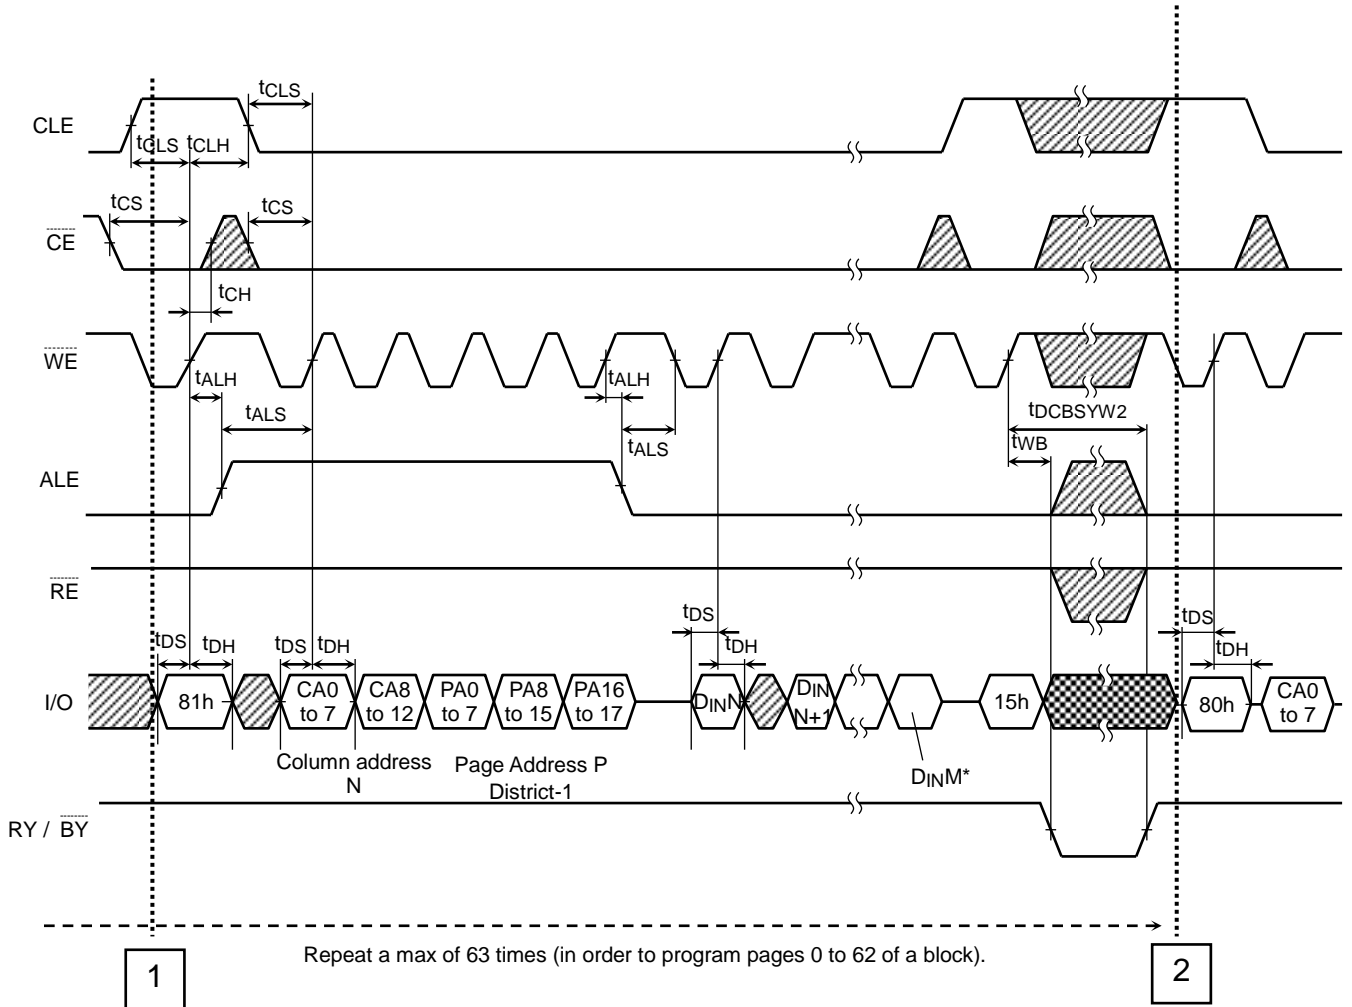 tCLS
CLE
tCLS tCLH
tCS tCS
CE
tCH
WE
tALH tALH
tALS tDCBSYW2
tALS tWB
ALE
RE
tDS tDS
tDS tDH tDS tDH tDH tDH
I/O 81h CA0 to 7 CA8 to 12 PA0 to 7 PA8 to 15 PA16 to 17 DINN DIN N+1 15h 80h CA0 to 7
Column address N
Page Address P
District-1
DINM*
RY / BY
Repeat a max of 63 times (in order to program pages 0 to 62 of a block).
1 2